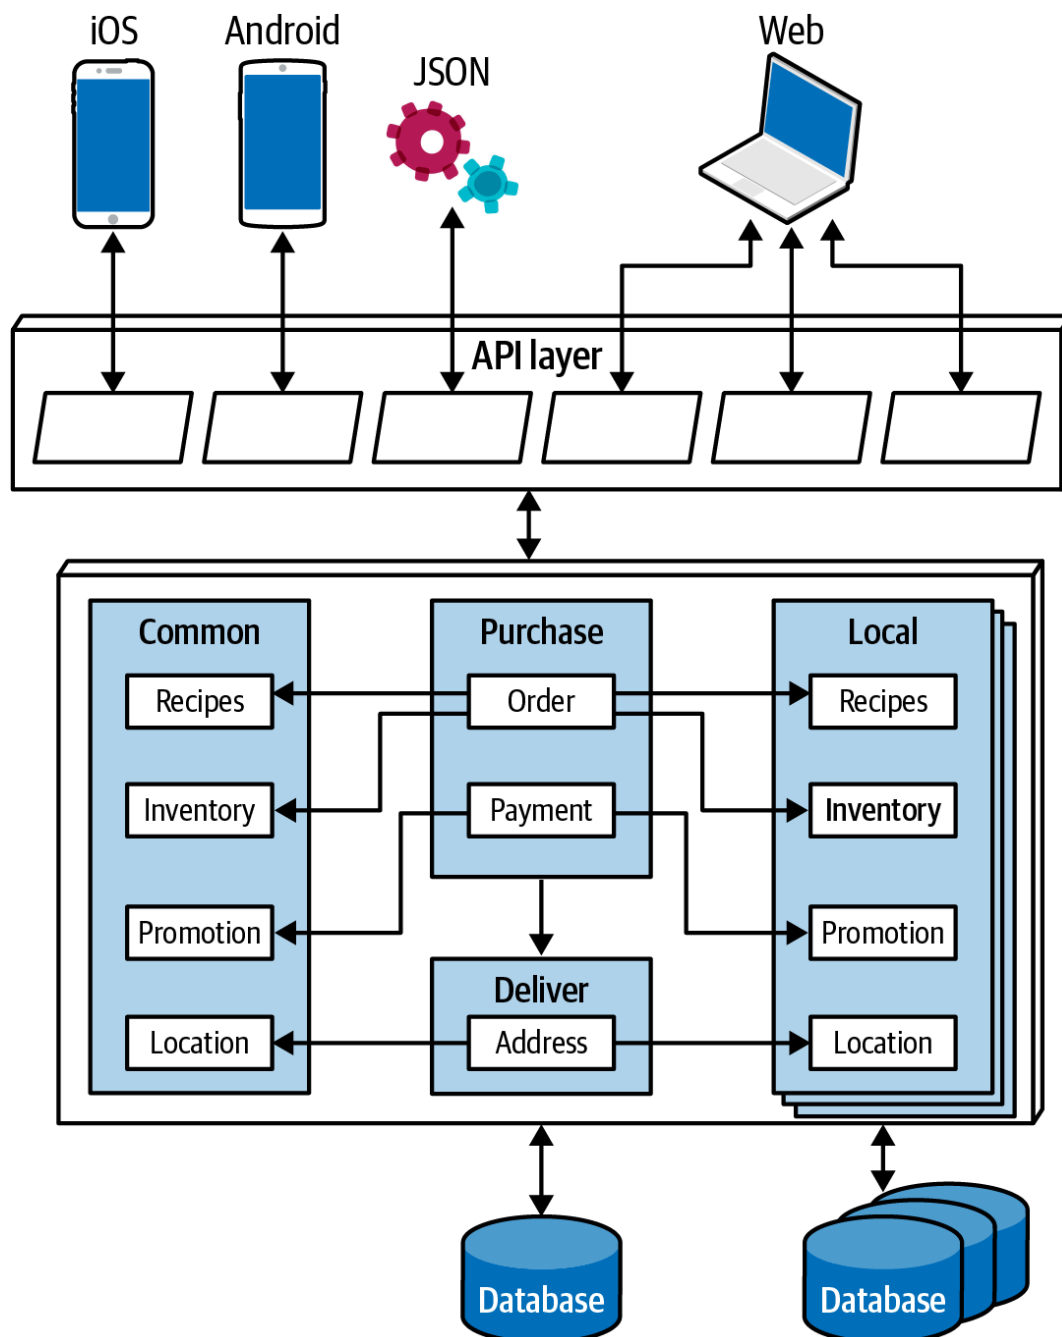 iOS
Android
JSON
Web
API layer
Common
Purchase
Local
Recipes
Order
Recipes
Inventory
Payment
Inventory
Promotion
Promotion
Deliver
Location
Address
Location
Database
Database